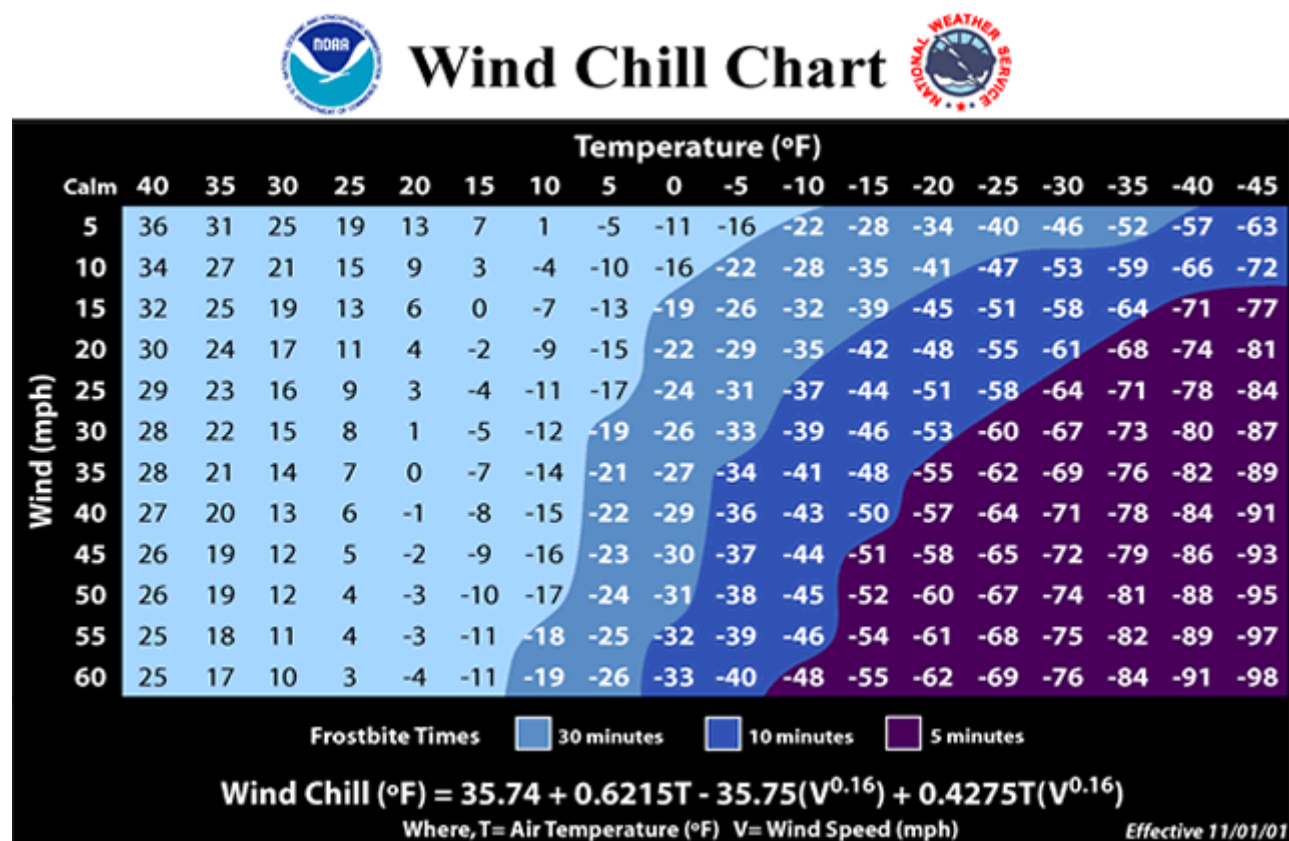 NOAA
NATIONAL OCEANIC AND ATMOSPHERIC ADMINISTRATION
U.S. DEPARTMENT OF COMMERCE
Wind Chill Chart
NATIONAL WEATHER SERVICE
Temperature (ºF)
Calm 40 35 30 25 20 15 10 5 0 -5 -10 -15 -20 -25 -30 -35 -40 -45
Wind (mph)
5 36 31 25 19 13 7 1 -5 -11 -16 -22 -28 -34 -40 -46 -52 -57 -63
10 34 27 21 15 9 3 -4 -10 -16 -22 -28 -35 -41 -47 -53 -59 -66 -72
15 32 25 19 13 6 0 -7 -13 -19 -26 -32 -39 -45 -51 -58 -64 -71 -77
20 30 24 17 11 4 -2 -9 -15 -22 -29 -35 -42 -48 -55 -61 -68 -74 -81
25 29 23 16 9 3 -4 -11 -17 -24 -31 -37 -44 -51 -58 -64 -71 -78 -84
30 28 22 15 8 1 -5 -12 -19 -26 -33 -39 -46 -53 -60 -67 -73 -80 -87
35 28 21 14 7 0 -7 -14 -21 -27 -34 -41 -48 -55 -62 -69 -76 -82 -89
40 27 20 13 6 -1 -8 -15 -22 -29 -36 -43 -50 -57 -64 -71 -78 -84 -91
45 26 19 12 5 -2 -9 -16 -23 -30 -37 -44 -51 -58 -65 -72 -79 -86 -93
50 26 19 12 4 -3 -10 -17 -24 -31 -38 -45 -52 -60 -67 -74 -81 -88 -95
55 25 18 11 4 -3 -11 -18 -25 -32 -39 -46 -54 -61 -68 -75 -82 -89 -97
60 25 17 10 3 -4 -11 -19 -26 -33 -40 -48 -55 -62 -69 -76 -84 -91 -98
Frostbite Times 30 minutes 10 minutes 5 minutes
Wind Chill (ºF) = 35.74 + 0.6215T - 35.75(V^0.16) + 0.4275T(V^0.16)
Where, T= Air Temperature (ºF) V= Wind Speed (mph) Effective 11/01/01